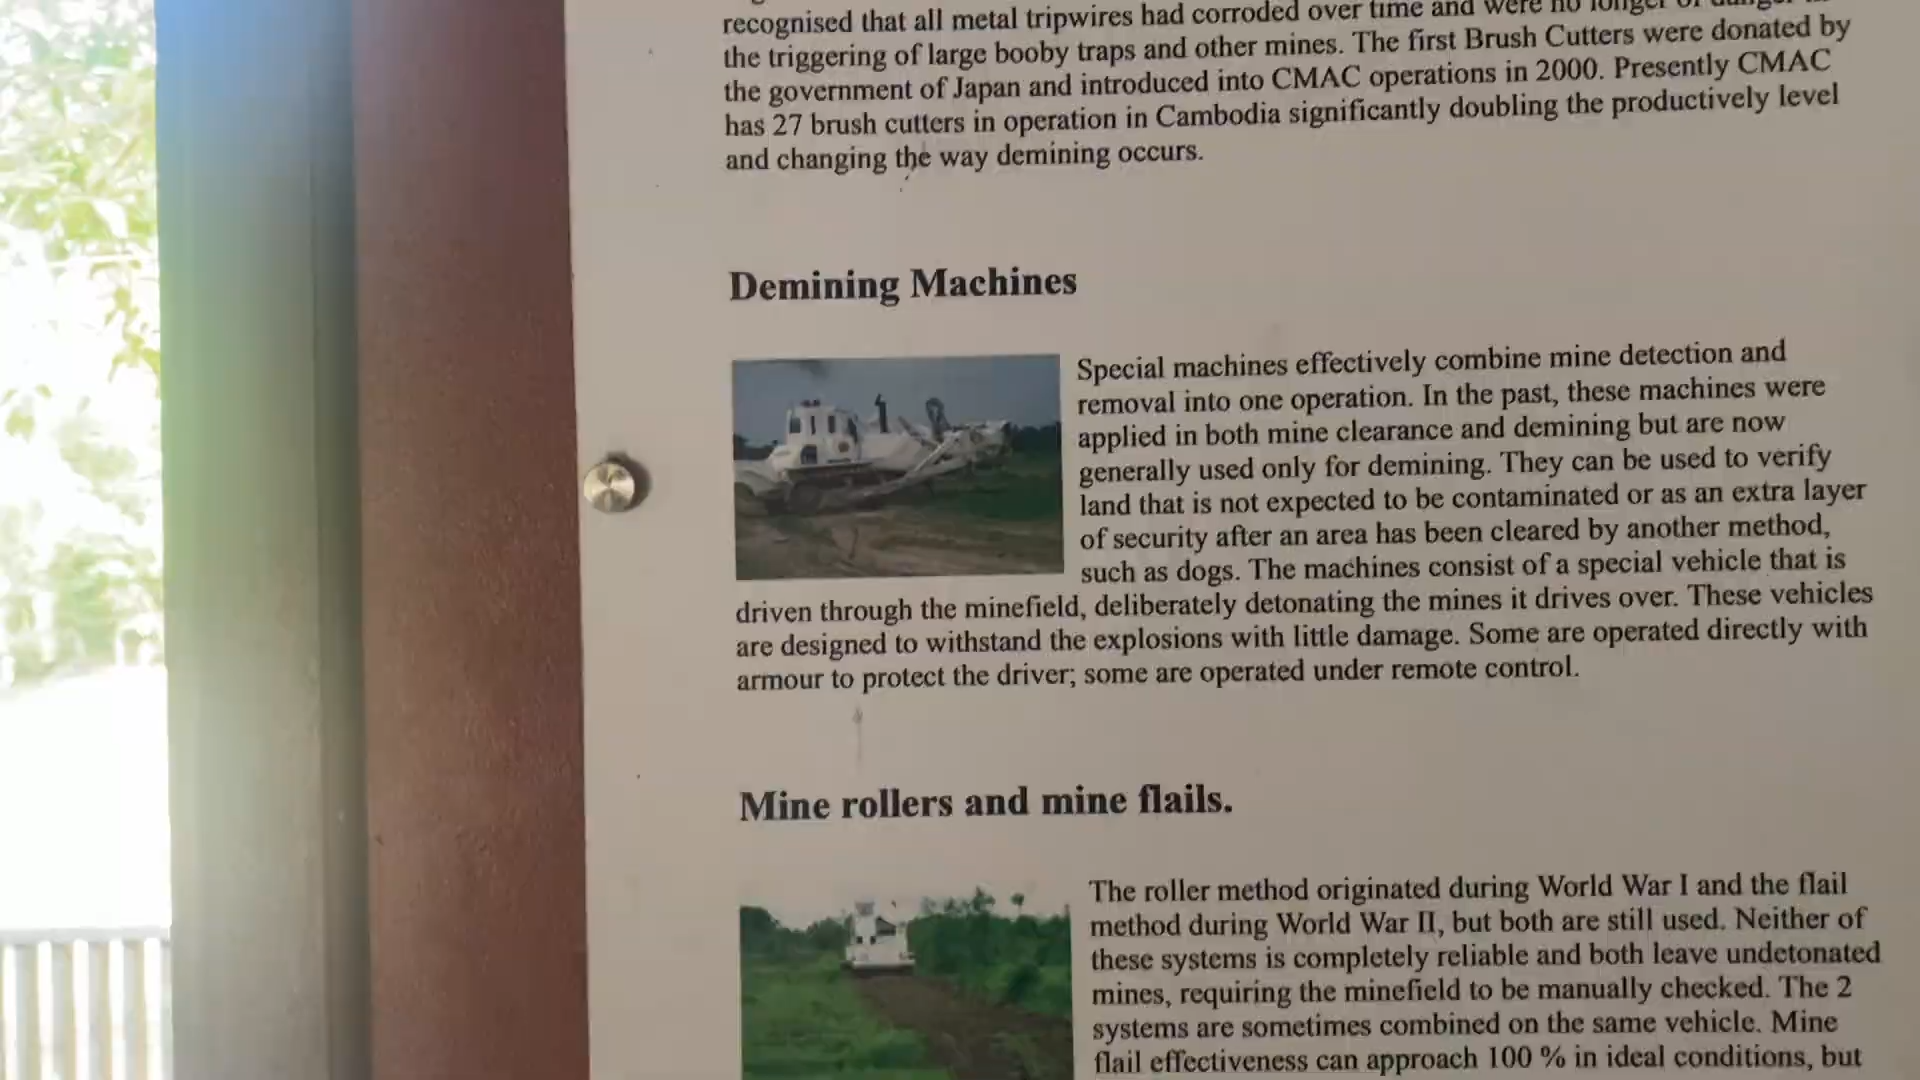 recognised that all metal tripwires had corroded over time and were no longer
the triggering of large booby traps and other mines. The first Brush Cutters were donated by
the government of Japan and introduced into CMAC operations in 2000. Presently CMAC
has 27 brush cutters in operation in Cambodia significantly doubling the productively level
and changing the way demining occurs.
Demining Machines
Special machines effectively combine mine detection and
removal into one operation. In the past, these machines were
applied in both mine clearance and demining but are now
generally used only for demining. They can be used to verify
land that is not expected to be contaminated or as an extra layer
of security after an area has been cleared by another method,
such as dogs. The machines consist of a special vehicle that is
driven through the minefield, deliberately detonating the mines it drives over. These vehicles
are designed to withstand the explosions with little damage. Some are operated directly with
armour to protect the driver; some are operated under remote control.
Mine rollers and mine flails.
The roller method originated during World War I and the flail
method during World War II, but both are still used. Neither of
these systems is completely reliable and both leave undetonated
mines, requiring the minefield to be manually checked. The 2
systems are sometimes combined on the same vehicle. Mine
flail effectiveness can approach 100 % in ideal conditions, but